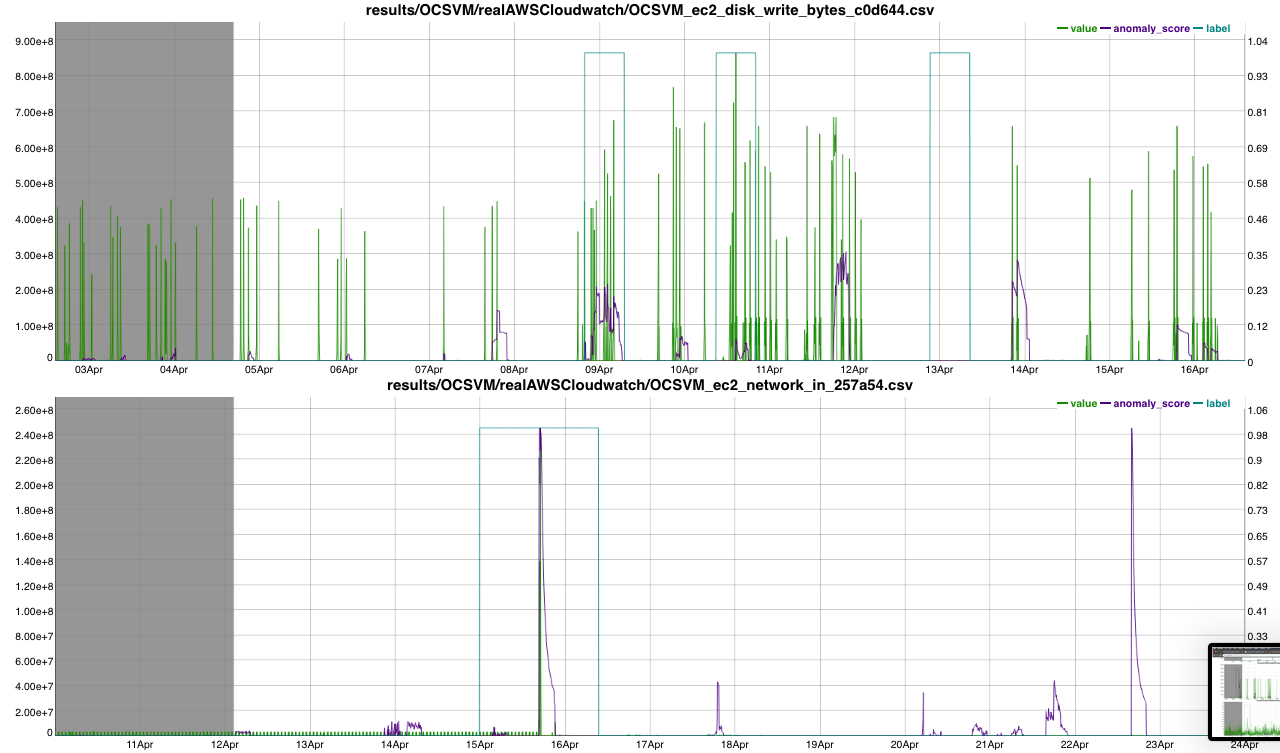 results/OCSVM/realAWSCloudwatch/OCSVM_ec2_disk_write_bytes_c0d644.csv
value anomaly_score label
9.00e+8 1.04
8.00e+8 0.93
7.00e+8 0.81
6.00e+8 0.69
5.00e+8 0.58
4.00e+8 0.46
3.00e+8 0.35
2.00e+8 0.23
1.00e+8 0.12
0 0
03Apr 04Apr 05Apr 06Apr 07Apr 08Apr 09Apr 10Apr 11Apr 12Apr 13Apr 14Apr 15Apr 16Apr
results/OCSVM/realAWSCloudwatch/OCSVM_ec2_network_in_257a54.csv
value anomaly_score label
2.60e+8 1.06
2.40e+8 0.98
2.20e+8 0.9
2.00e+8 0.82
1.80e+8 0.73
1.60e+8 0.65
1.40e+8 0.57
1.20e+8 0.49
1.00e+8 0.41
8.00e+7 0.33
6.00e+7
4.00e+7
2.00e+7
0
11Apr 12Apr 13Apr 14Apr 15Apr 16Apr 17Apr 18Apr 19Apr 20Apr 21Apr 22Apr 23Apr